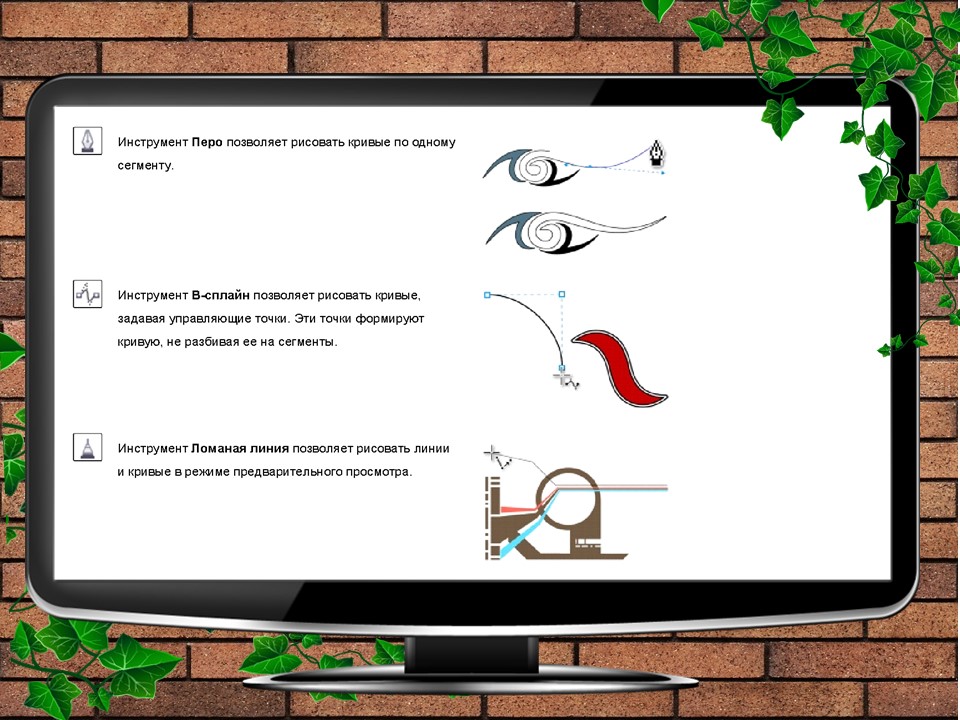 Инструмент Перо позволяет рисовать кривые по одному
сегменту.
Инструмент В-сплайн позволяет рисовать кривые,
задавая управляющие точки. Эти точки формируют
кривую, не разбивая ее на сегменты.
Инструмент Ломаная линия позволяет рисовать линии
и кривые в режиме предварительного просмотра.